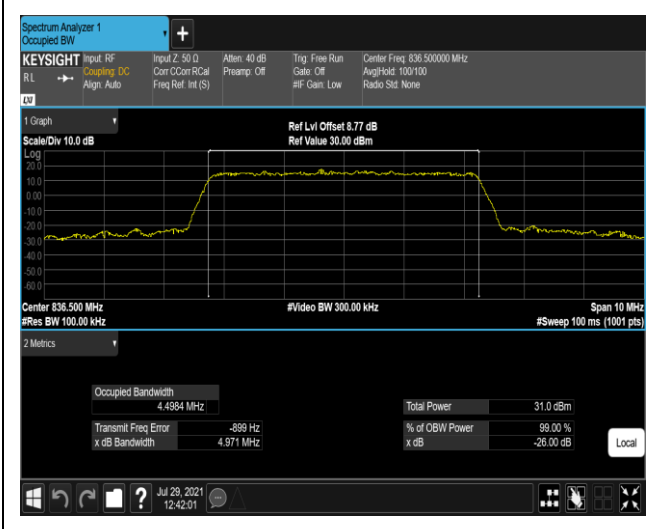 Spectrum Analyzer 1
Occupied BW
+
KEYSIGHT
R L
LXI
Input: RF
Coupling: DC
Align: Auto
Input Z: 50 Ω
Corr CCorr RCal
Freq Ref: Int (S)
Atten: 40 dB
Preamp: Off
Trig: Free Run
Gate: Off
#IF Gain: Low
Center Freq: 836.500000 MHz
Avg|Hold: 100/100
Radio Std: None
1 Graph
Scale/Div 10.0 dB
Ref Lvl Offset 8.77 dB
Ref Value 30.00 dBm
Log
20.0
10.0
0.00
-10.0
-20.0
-30.0
-40.0
-50.0
-60.0
Center 836.500 MHz
#Res BW 100.00 kHz
#Video BW 300.00 kHz
Span 10 MHz
#Sweep 100 ms (1001 pts)
2 Metrics
Occupied Bandwidth
4.4984 MHz
Transmit Freq Error -899 Hz
x dB Bandwidth 4.971 MHz
Total Power 31.0 dBm
% of OBW Power 99.00 %
x dB -26.00 dB
Local
?
Jul 29, 2021
12:42:01